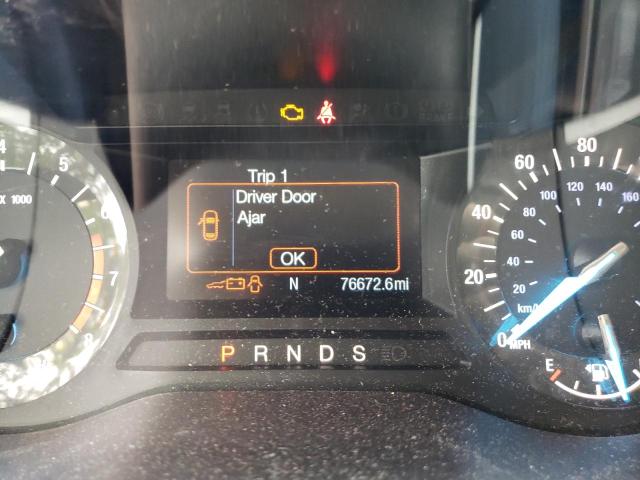 Trip 1
Driver Door
Ajar
OK
N 76672.6mi
P R N D S
4 5 6 7 8
X 1000
0 20 40 60 80
20 40 60 80 100 120 140 160
km/
MPH
E